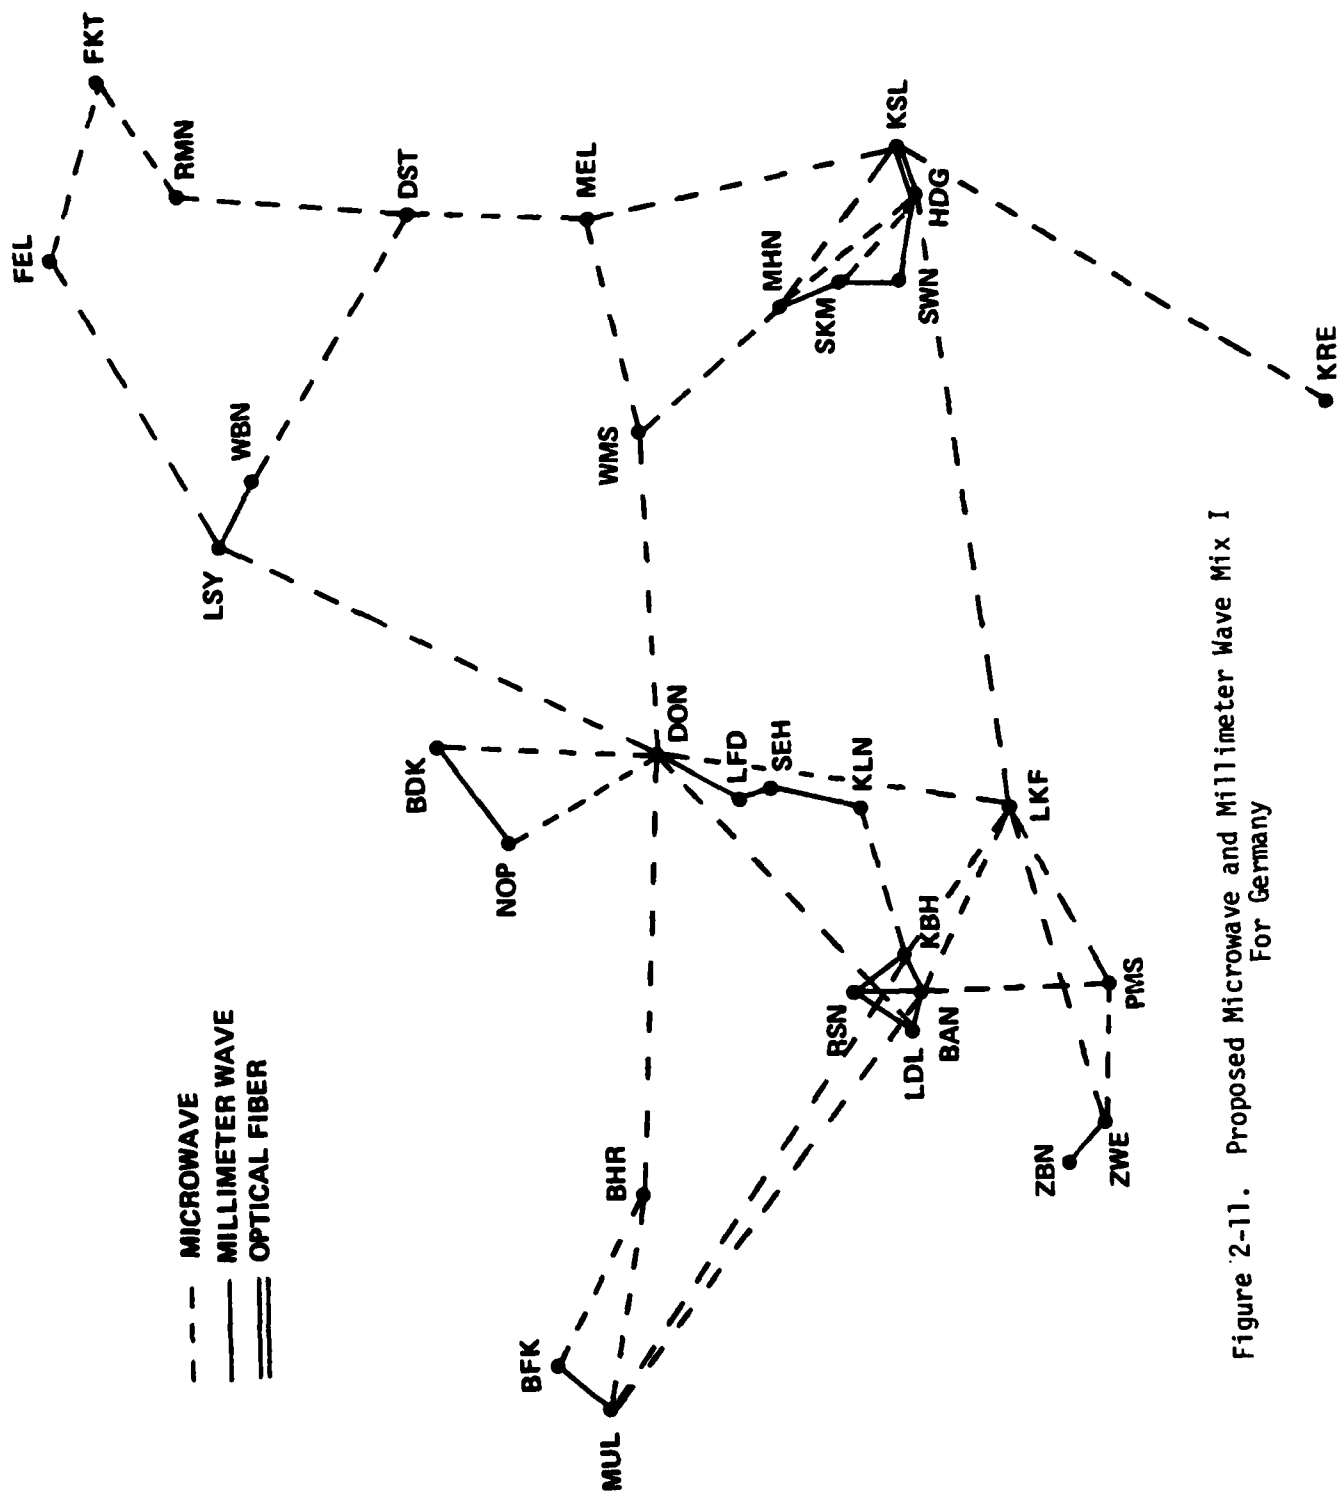 FKT
FEL
RMN
DST
MEL
KSL
HDG
MHN
SKM
SWN
KRE
WBN
WMS
LSY
DON
BDK
LFD
SEH
KLN
NOP
LKF
KBH
RSN
BAN
LDL
PMS
ZBN
ZWE
BHR
BFK
MUL
MICROWAVE
MILLIMETER WAVE
OPTICAL FIBER
Figure 2-11. Proposed Microwave and Millimeter Wave Mix I
For Germany